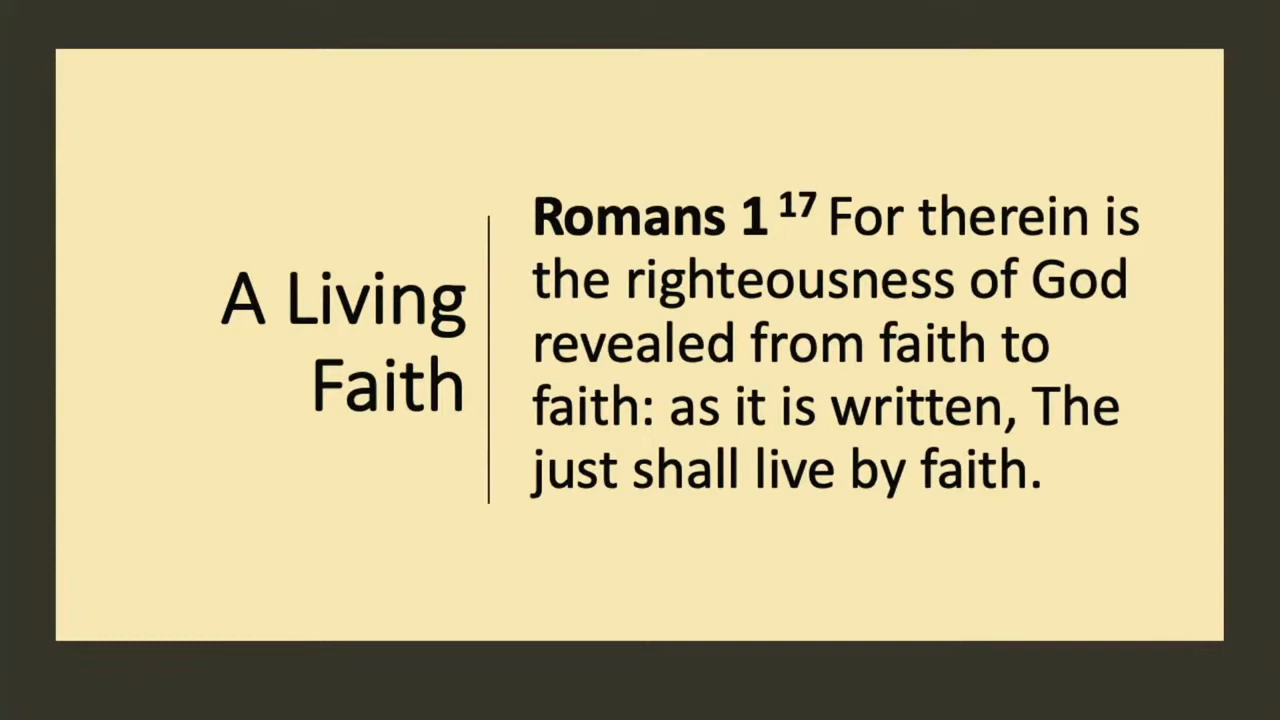 A Living
Faith
Romans 1 17 For therein is
the righteousness of God
revealed from faith to
faith: as it is written, The
just shall live by faith.